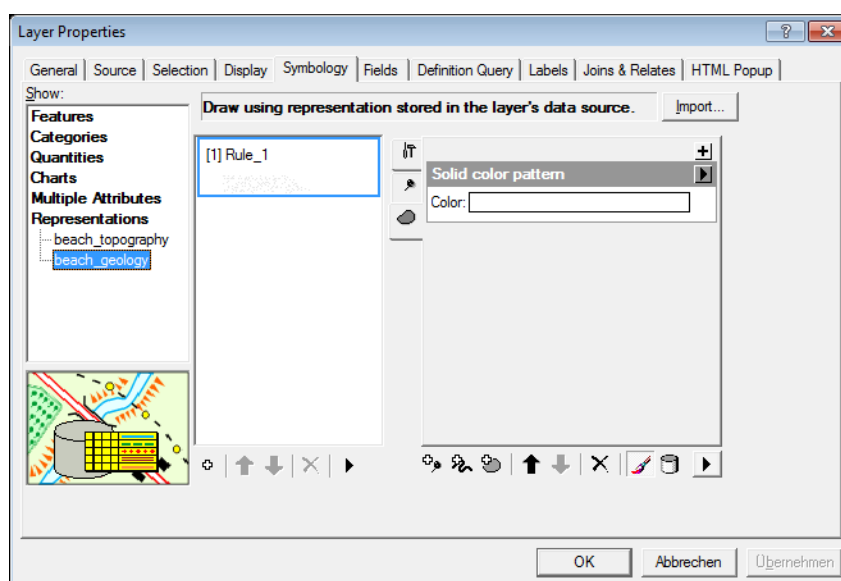 Layer Properties
General Source Selection Display Symbology Fields Definition Query Labels Joins & Relates HTML Popup
Show:
Features
Categories
Quantities
Charts
Multiple Attributes
Representations
beach_topography
beach_geology
Draw using representation stored in the layer's data source.
Import...
[1] Rule_1
Solid color pattern
Color:
OK Abbrechen Übernehmen